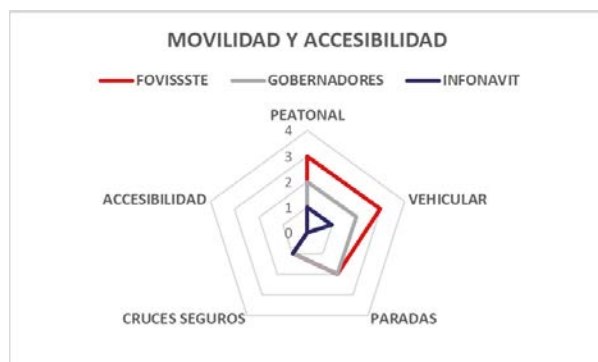 MOVILIDAD Y ACCESIBILIDAD
FOVISSSTE GOBERNADORES INFONAVIT
PEATONAL
4
3
2
1
0
ACCESIBILIDAD VEHICULAR
CRUCES SEGUROS PARADAS